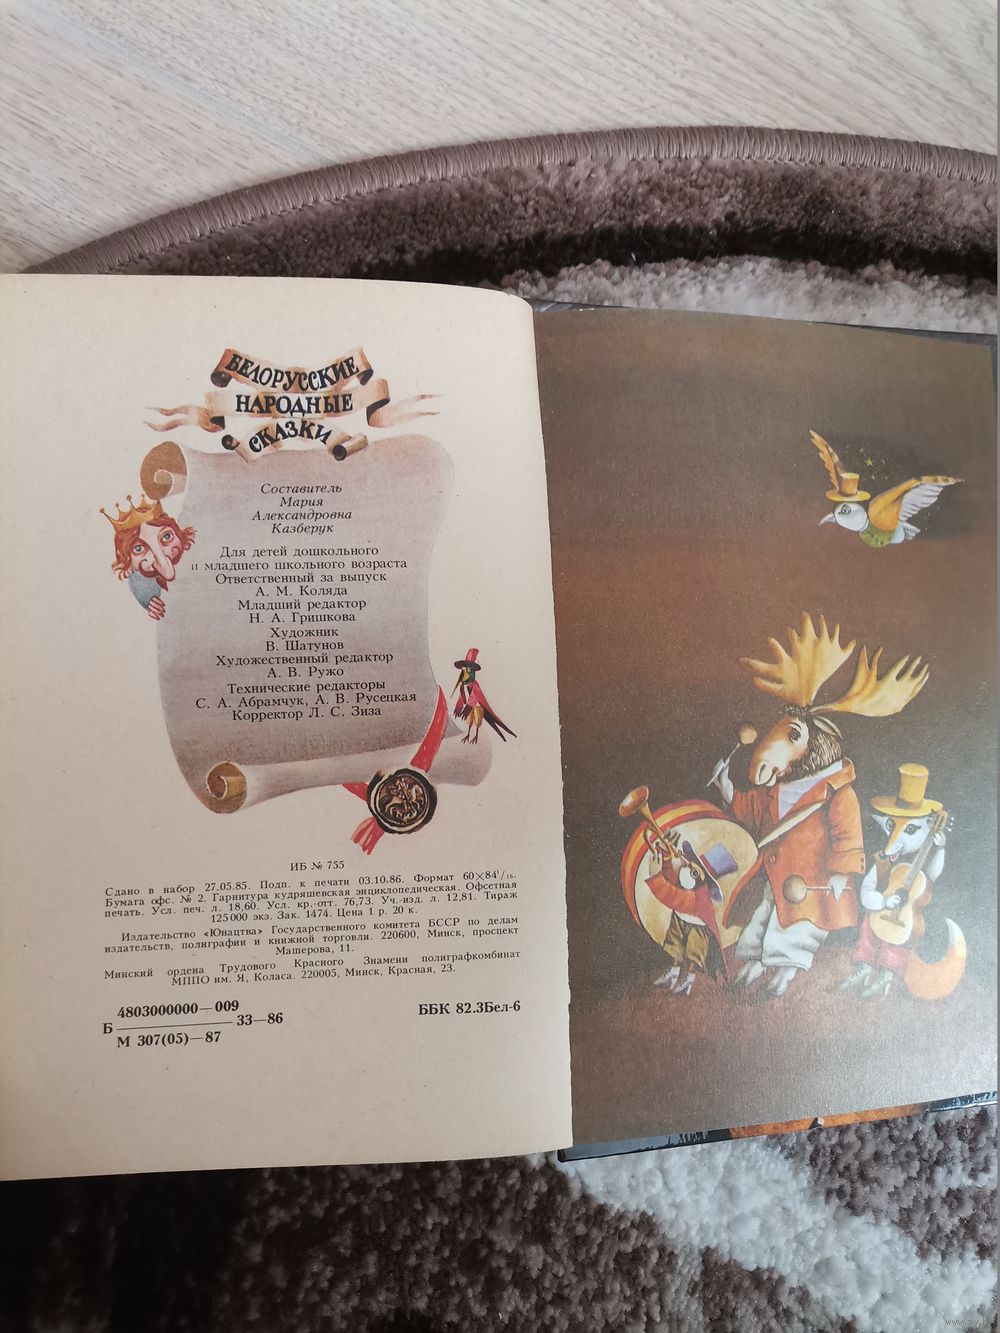 БЕЛОРУССКИЕ
НАРОДНЫЕ
СКАЗКИ
Составитель
Мария
Александровна
Казберук
Для детей дошкольного
и младшего школьного возраста
Ответственный за выпуск
А. М. Коляда
Младший редактор
Н. А. Гришкова
Художник
В. Шатунов
Художественный редактор
А. В. Ружо
Технические редакторы
С. А. Абрамчук, А. В. Русецкая
Корректор Л. С. Зиза
ИБ № 755
Сдано в набор 27.05.85. Подп. к печати 03.10.86. Формат 60×84¹/₁₆.
Бумага офс. № 2. Гарнитура кудряшевская энциклопедическая. Офсетная
печать. Усл. печ. л. 18,60. Усл. кр.-отт. 76,73. Уч.-изд. л. 12,81. Тираж
125 000 экз. Зак. 1474. Цена 1 р. 20 к.
Издательство «Юнацтва» Государственного комитета БССР по делам
издательств, полиграфии и книжной торговли. 220600, Минск, проспект
Машерова, 11.
Минский ордена Трудового Красного Знамени полиграфкомбинат
МППО им. Я, Коласа. 220005, Минск, Красная, 23.
4803000000—009
Б ———— 33—86
М 307(05)—87
ББК 82.3Бел-6